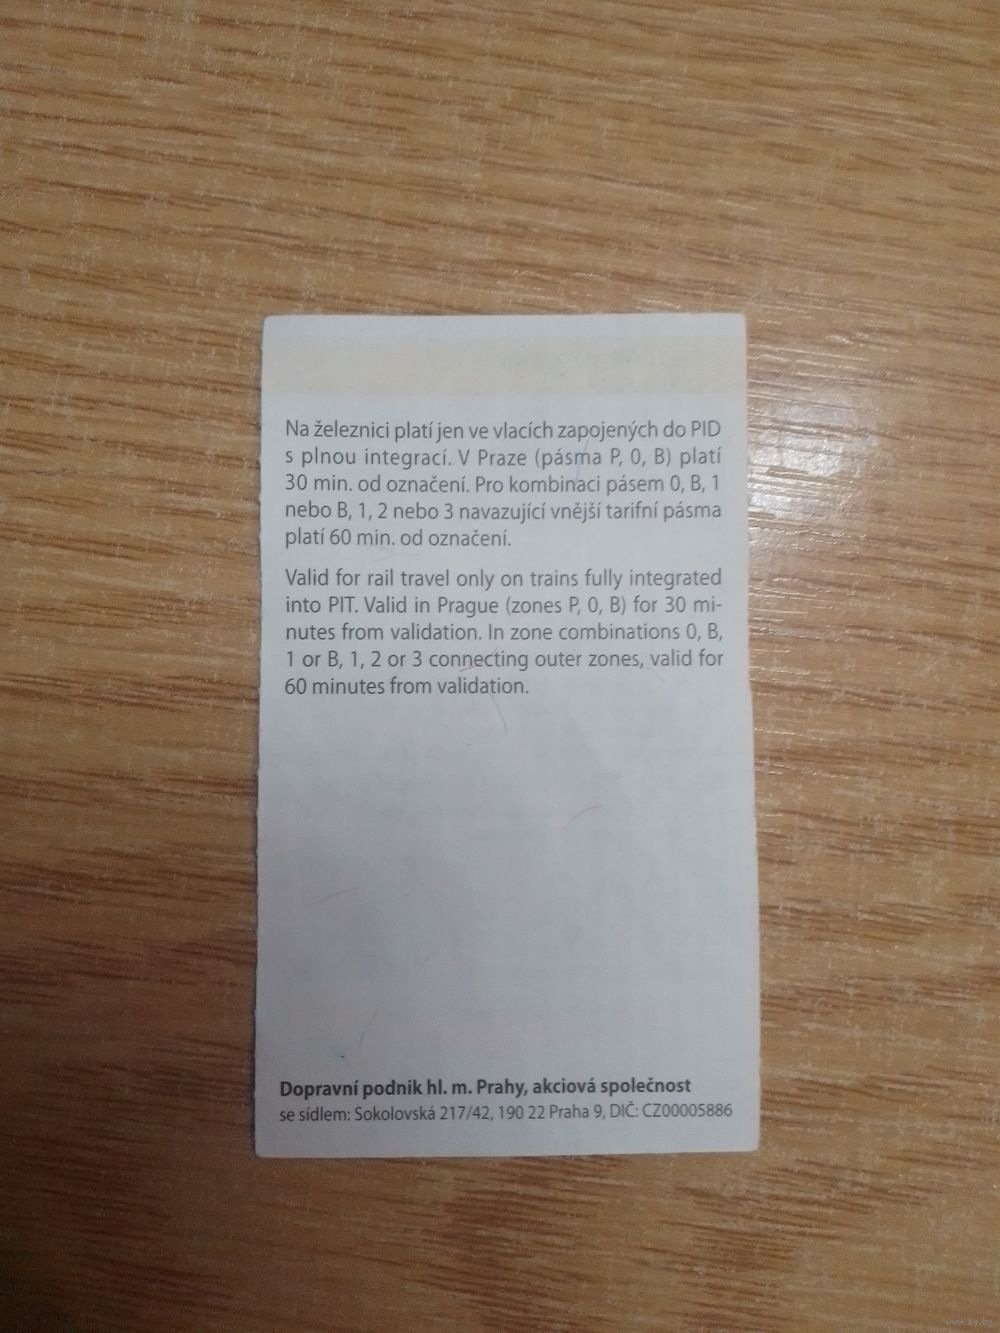 Na železnici platí jen ve vlacích zapojených do PID
s plnou integrací. V Praze (pásma P, 0, B) platí
30 min. od označení. Pro kombinaci pásem 0, B, 1
nebo B, 1, 2 nebo 3 navazující vnější tarifní pásma
platí 60 min. od označení.
Valid for rail travel only on trains fully integrated
into PIT. Valid in Prague (zones P, 0, B) for 30 mi-
nutes from validation. In zone combinations 0, B,
1 or B, 1, 2 or 3 connecting outer zones, valid for
60 minutes from validation.
Dopravní podnik hl. m. Prahy, akciová společnost
se sídlem: Sokolovská 217/42, 190 22 Praha 9, DIČ: CZ00005886
www.ay.by